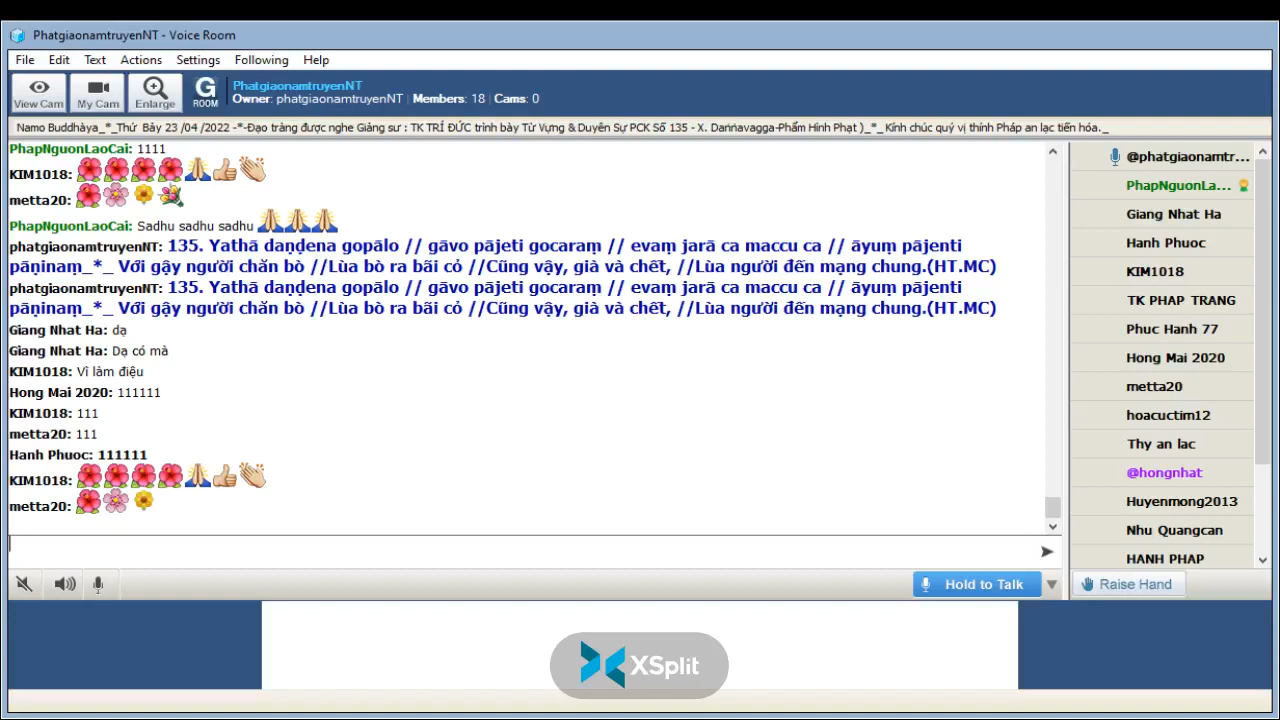 PhatgiaonamtruyenNT - Voice Room
File Edit Text Actions Settings Following Help
View Cam My Cam Enlarge G ROOM
PhatgiaonamtruyenNT
Owner: phatgiaonamtruyenNT | Members: 18 | Cams: 0
Namo Buddhàya_*_Thứ Bảy 23 /04 /2022 -*-Đạo tràng được nghe Giảng sư : TK TRÍ ĐỨC trình bày Từ Vựng & Duyên Sự PCK Số 135 - X. Daṇṇavagga-Phẩm Hình Phạt )_*_ Kính chúc quý vị thính Pháp an lạc tiến hóa._
PhapNguonLaoCai: 1111
KIM1018:
metta20:
PhapNguonLaoCai: Sadhu sadhu sadhu
phatgiaonamtruyenNT: 135. Yathā daṇḍena gopālo // gāvo pājeti gocaraṃ // evaṃ jarā ca maccu ca // āyuṃ pājenti
pāṇinaṃ_*_ Với gậy người chăn bò //Lùa bò ra bãi cỏ //Cũng vậy, già và chết, //Lùa người đến mạng chung.(HT.MC)
phatgiaonamtruyenNT: 135. Yathā daṇḍena gopālo // gāvo pājeti gocaraṃ // evaṃ jarā ca maccu ca // āyuṃ pājenti
pāṇinaṃ_*_ Với gậy người chăn bò //Lùa bò ra bãi cỏ //Cũng vậy, già và chết, //Lùa người đến mạng chung.(HT.MC)
Giang Nhat Ha: dạ
Giang Nhat Ha: Dạ có mà
KIM1018: Vì làm điệu
Hong Mai 2020: 111111
KIM1018: 111
metta20: 111
Hanh Phuoc: 111111
KIM1018:
metta20:
@phatgiaonamtr...
PhapNguonLa...
Giang Nhat Ha
Hanh Phuoc
KIM1018
TK PHAP TRANG
Phuc Hanh 77
Hong Mai 2020
metta20
hoacuctim12
Thy an lac
@hongnhat
Huyenmong2013
Nhu Quangcan
HANH PHAP
Hold to Talk
Raise Hand
XSplit